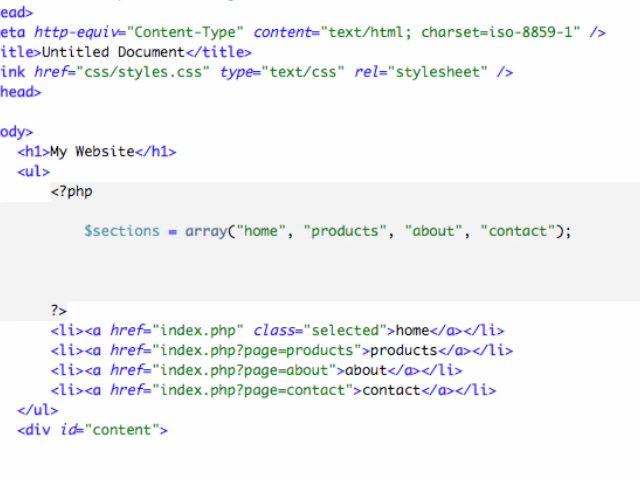 ead>
eta http-equiv="Content-Type" content="text/html; charset=iso-8859-1" />
itle>Untitled Document</title>
ink href="css/styles.css" type="text/css" rel="stylesheet" />
head>
ody>
<h1>My Website</h1>
<ul>
<?php
$sections = array("home", "products", "about", "contact");
?>
<li><a href="index.php" class="selected">home</a></li>
<li><a href="index.php?page=products">products</a></li>
<li><a href="index.php?page=about">about</a></li>
<li><a href="index.php?page=contact">contact</a></li>
</ul>
<div id="content">